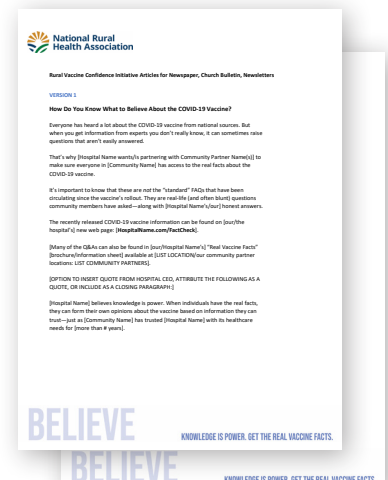 National Rural
Health Association
Rural Vaccine Confidence Initiative Articles for Newspaper, Church Bulletin, Newsletters
VERSION 1
How Do You Know What to Believe About the COVID-19 Vaccine?
Everyone has heard a lot about the COVID-19 vaccine from national sources. But
when you get information from experts you don't really know, it can sometimes raise
questions that aren't easily answered.
That's why [Hospital Name wants/is partnering with Community Partner Name(s)] to
make sure everyone in [Community Name] has access to the real facts about the
COVID-19 vaccine.
It's important to know that these are not the "standard" FAQs that have been
circulating since the vaccine's rollout. They are real-life (and often blunt) questions
community members have asked—along with [Hospital Name's/our] honest answers.
The recently released COVID-19 vaccine information can be found on [our/the
hospital's] new web page: [HospitalName.com/FactCheck].
[Many of the Q&As can also be found in [our/Hospital Name's] "Real Vaccine Facts"
[brochure/information sheet] available at [LIST LOCATION/our community partner
locations: LIST COMMUNITY PARTNERS].
[OPTION TO INSERT QUOTE FROM HOSPITAL CEO, ATTIRBUTE THE FOLLOWING AS A
QUOTE, OR INCLUDE AS A CLOSING PARAGRAPH:]
[Hospital Name] believes knowledge is power. When individuals have the real facts,
they can form their own opinions about the vaccine based on information they can
trust—just as [Community Name] has trusted [Hospital Name] with its healthcare
needs for [more than # years].
BELIEVE
KNOWLEDGE IS POWER. GET THE REAL VACCINE FACTS.
BELIEVE
KNOWLEDGE IS POWER. GET THE REAL VACCINE FACTS.